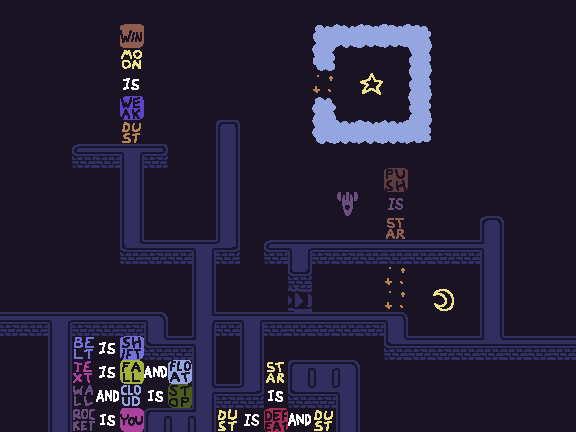 WIN
MOON
IS
WEAK
DUST
PUSH
IS
STAR
BELT IS SHIFT
TEXT IS FALL AND FLOAT
STAR
WALL AND CLOUD IS STOP
IS
ROCKET IS YOU
DUST IS DEFEAT AND DUST